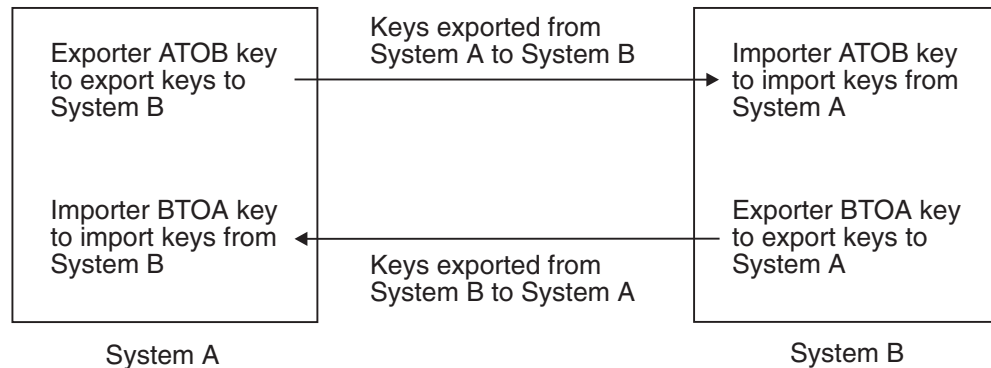 Exporter ATOB key
to export keys to
System B
Keys exported from
System A to System B
Importer ATOB key
to import keys from
System A
Importer BTOA key
to import keys from
System B
Keys exported from
System B to System A
Exporter BTOA key
to export keys to
System A
System A
System B